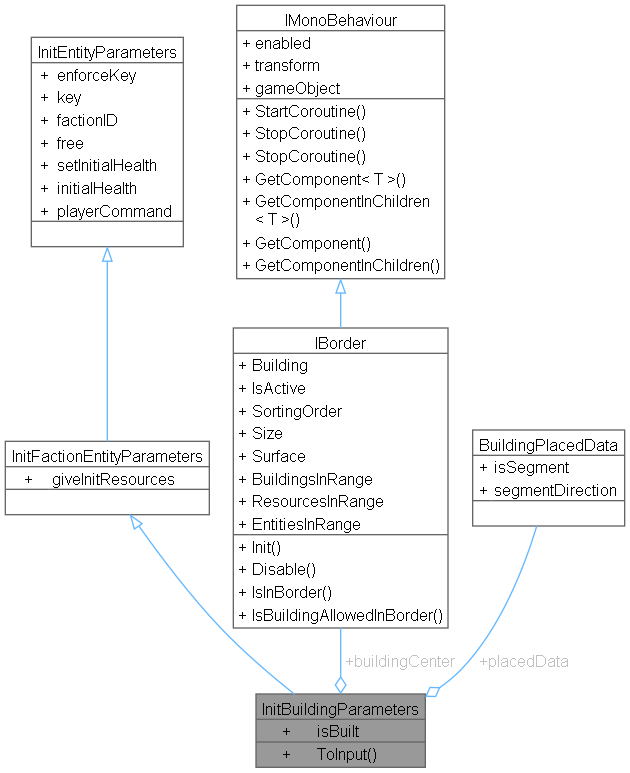 InitEntityParameters
+ enforceKey
+ key
+ factionID
+ free
+ setInitialHealth
+ initialHealth
+ playerCommand
IMonoBehaviour
+ enabled
+ transform
+ gameObject
+ StartCoroutine()
+ StopCoroutine()
+ StopCoroutine()
+ GetComponent< T >()
+ GetComponentInChildren
< T >()
+ GetComponent()
+ GetComponentInChildren()
InitFactionEntityParameters
+ giveInitResources
IBorder
+ Building
+ IsActive
+ SortingOrder
+ Size
+ Surface
+ BuildingsInRange
+ ResourcesInRange
+ EntitiesInRange
+ Init()
+ Disable()
+ IsInBorder()
+ IsBuildingAllowedInBorder()
BuildingPlacedData
+ isSegment
+ segmentDirection
+buildingCenter
+placedData
InitBuildingParameters
+ isBuilt
+ ToInput()